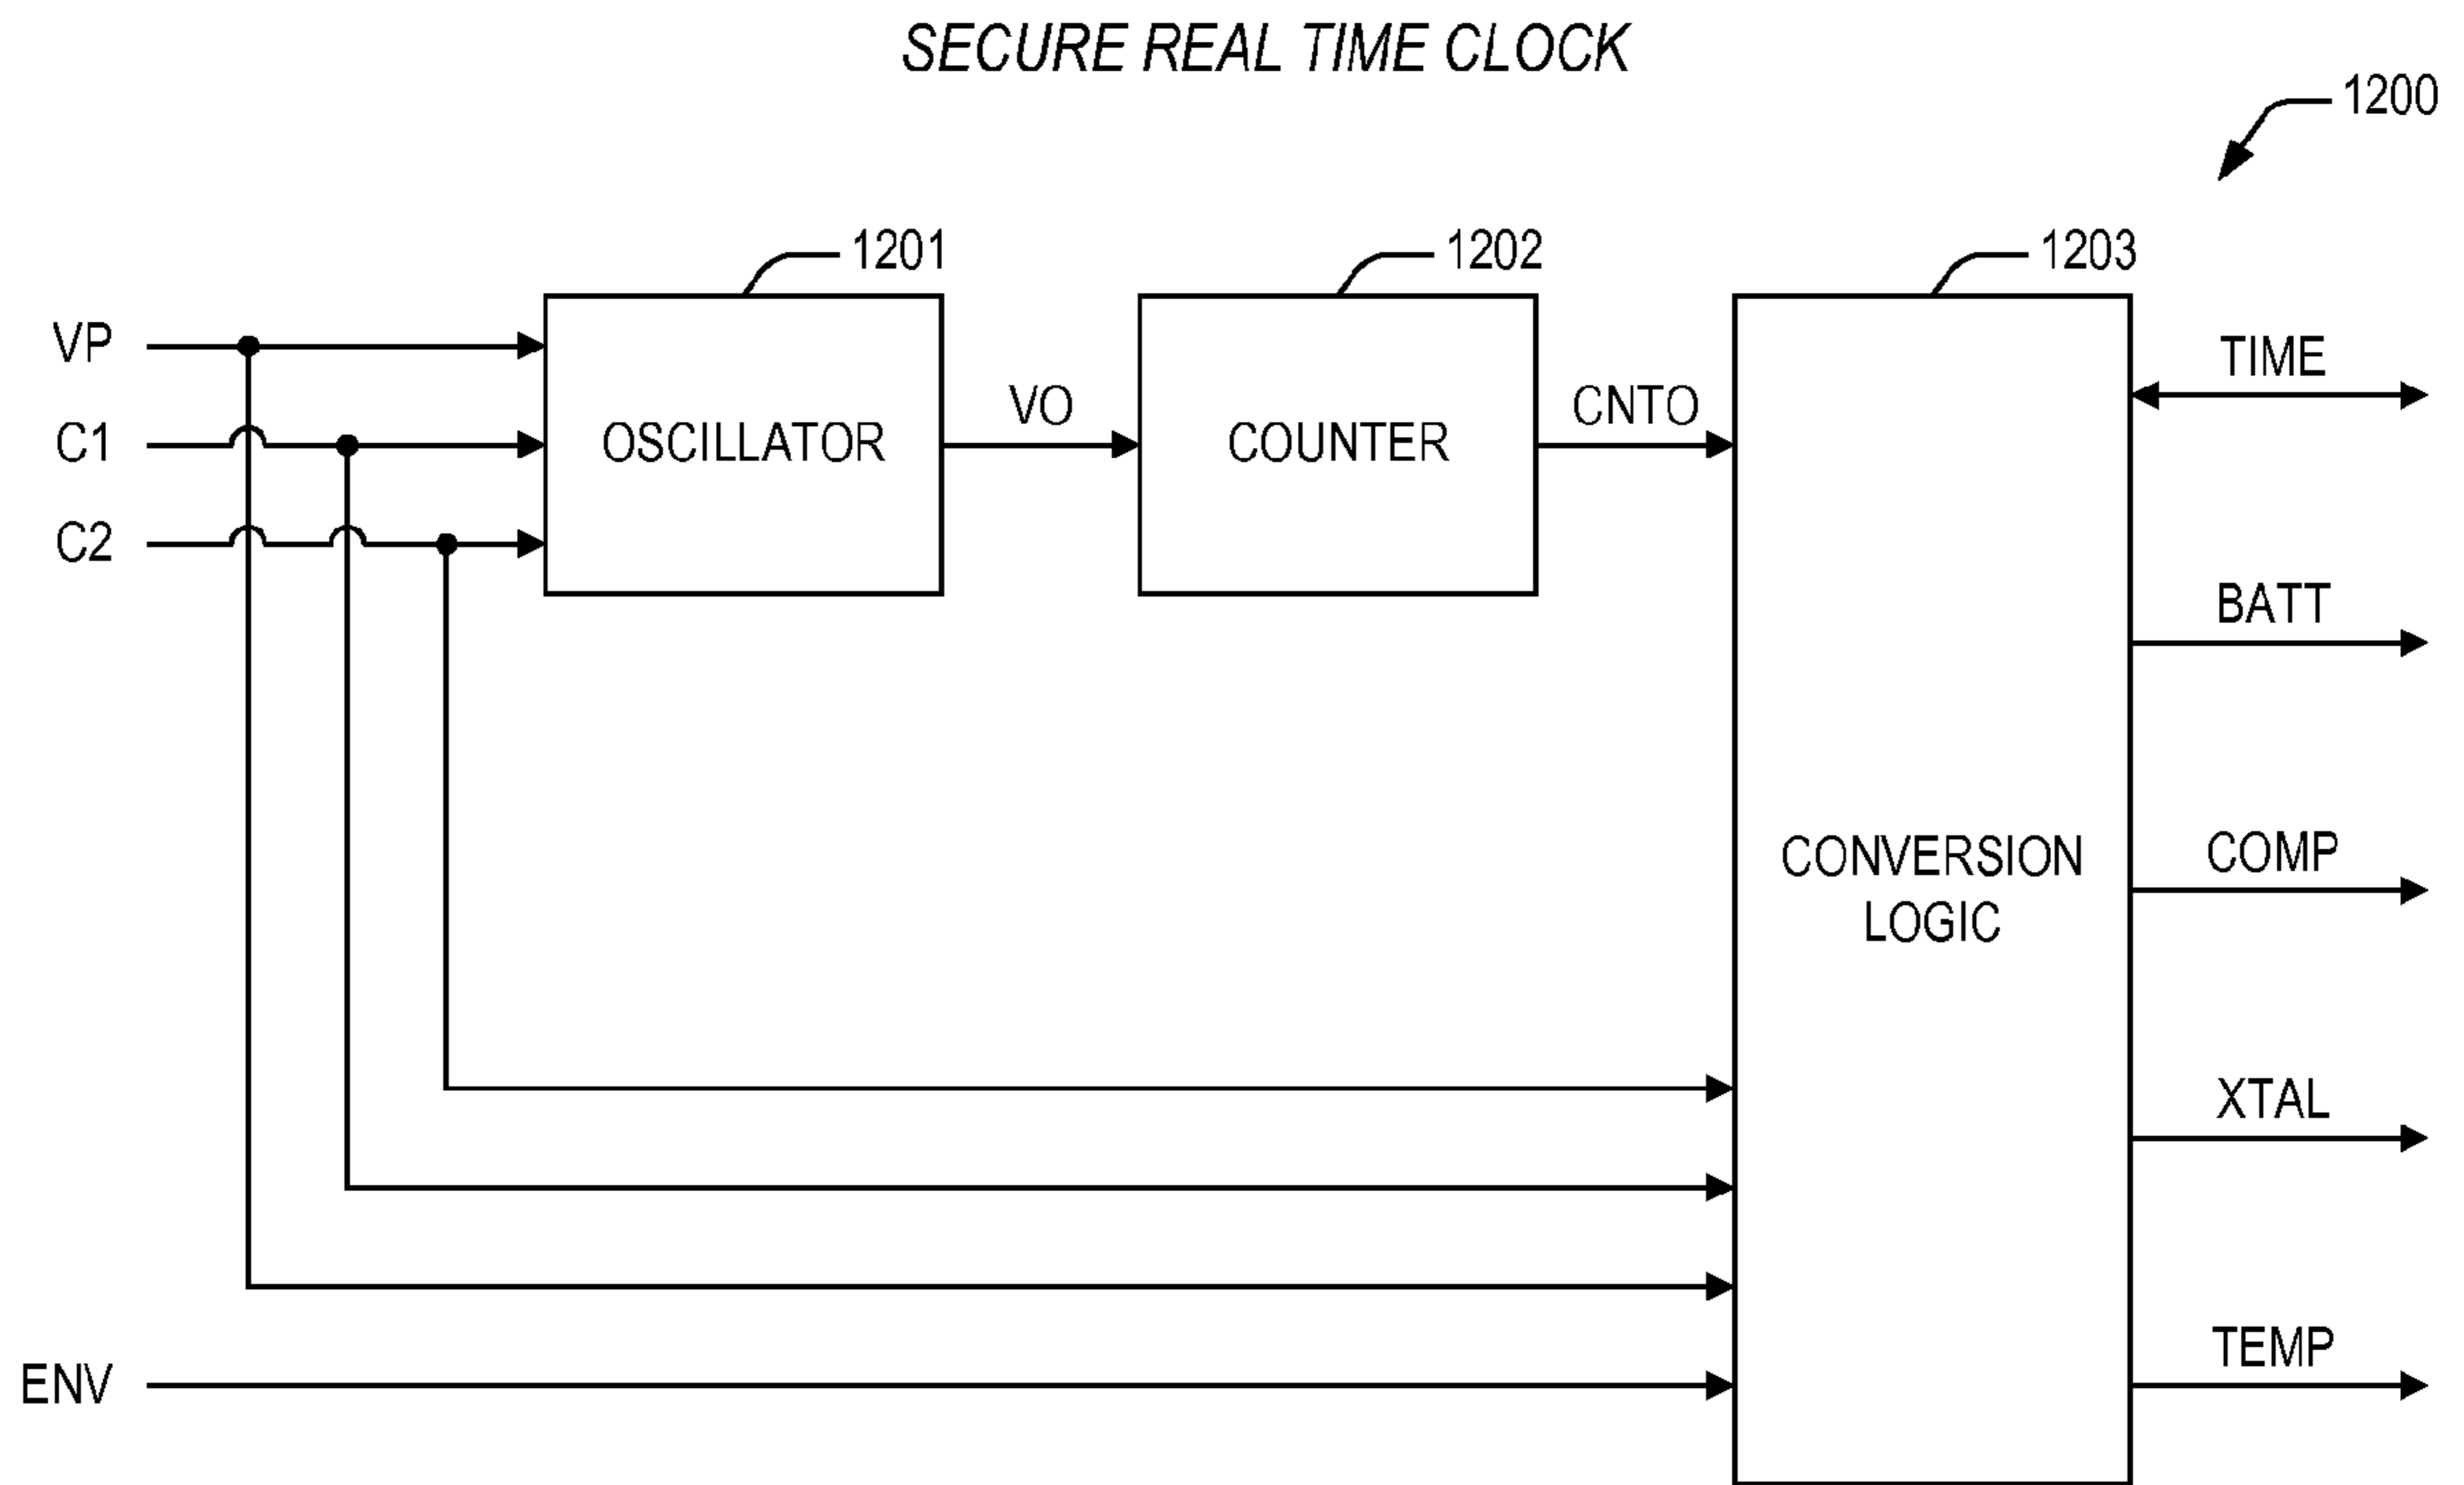 SECURE REAL TIME CLOCK
1200
1201
1202
1203
VP
C1
C2
OSCILLATOR
VO
COUNTER
CNTO
CONVERSION
LOGIC
TIME
BATT
COMP
XTAL
TEMP
ENV